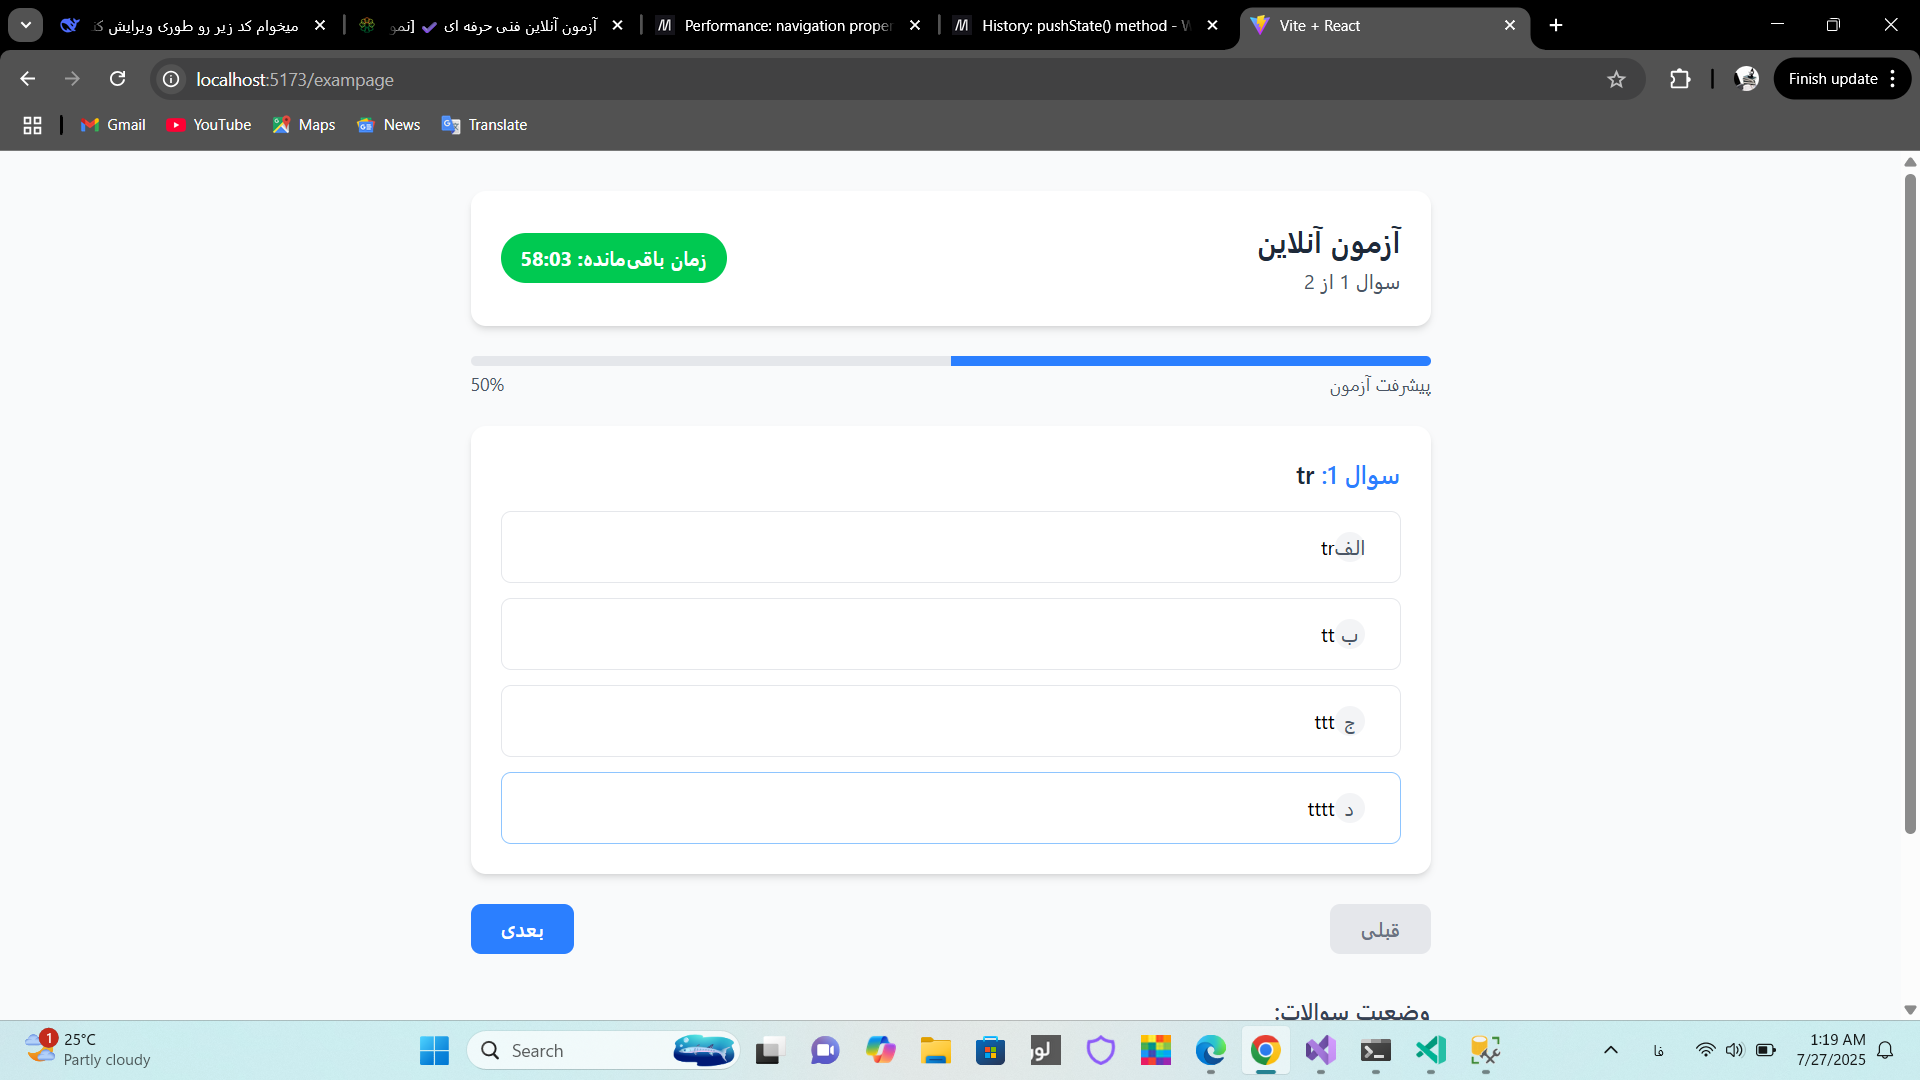 میخوام کد زیر رو طوری ویرایش ک
آزمون آنلاین فنی حرفه ای ✔ [نمو
Performance: navigation proper
History: pushState() method - W
Vite + React
localhost:5173/exampage
Finish update
Gmail
YouTube
Maps
News
Translate
آزمون آنلاین
سوال 1 از 2
زمان باقی‌مانده: 58:03
پیشرفت آزمون
50%
سوال 1: tr
الف tr
ب tt
ج ttt
د tttt
قبلی
بعدی
وضعیت سوالات:
1
25°C
Partly cloudy
Search
لور
فا
1:19 AM
7/27/2025